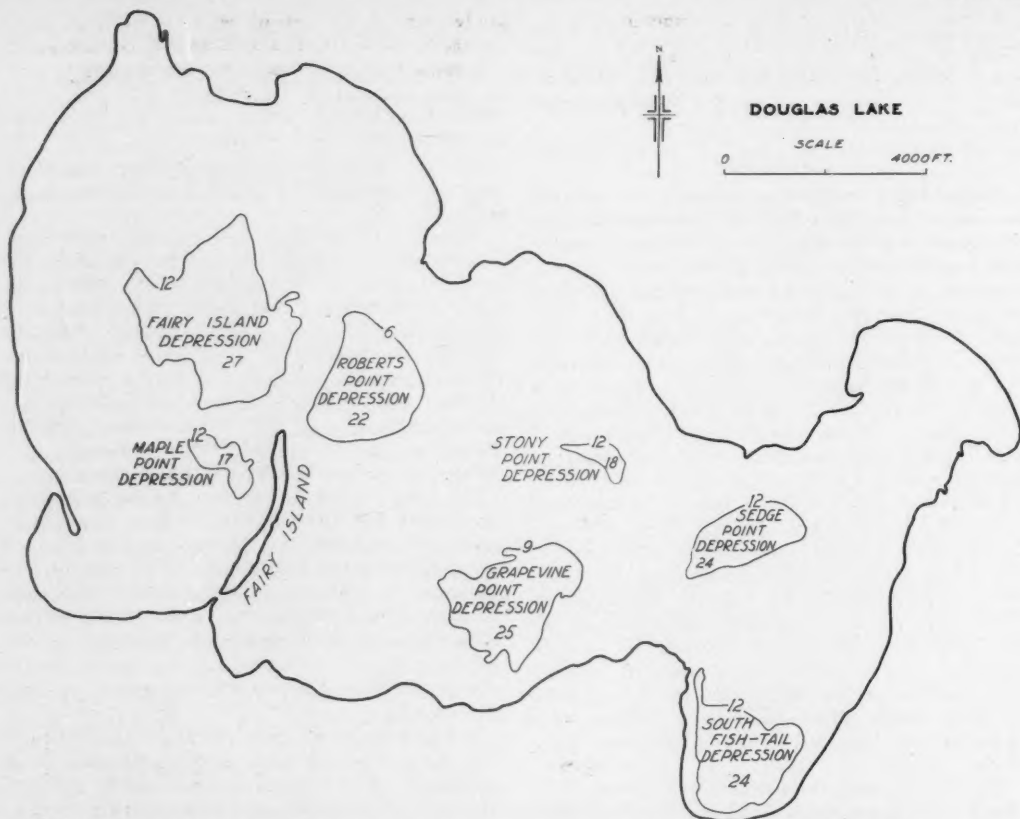 N
DOUGLAS LAKE
SCALE
0 4000 FT.
12
FAIRY ISLAND
DEPRESSION
27
6
ROBERTS
POINT
DEPRESSION
22
12
17
MAPLE
POINT
DEPRESSION
FAIRY ISLAND
12
STONY
POINT
DEPRESSION
18
12
SEDGE
POINT
DEPRESSION
24
9
GRAPEVINE
POINT
DEPRESSION
25
12
SOUTH
FISH-TAIL
DEPRESSION
24